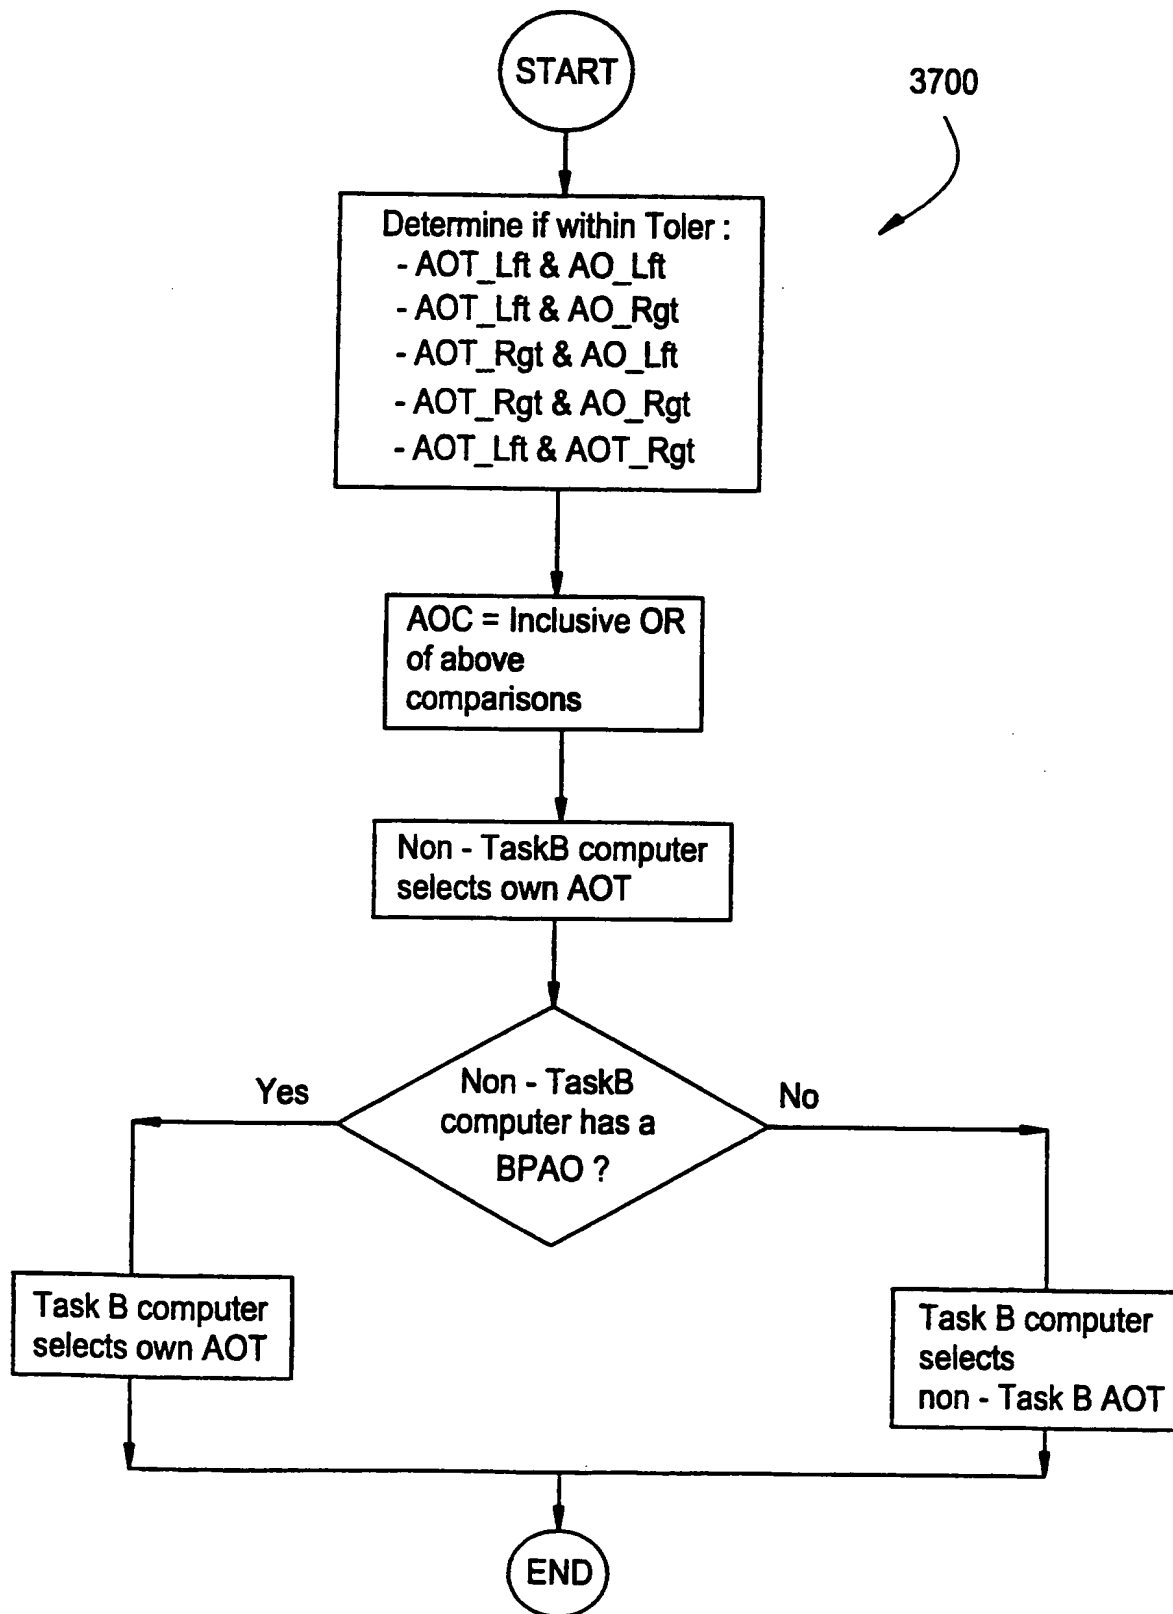 START
3700
Determine if within Toler :
- AOT_Lft & AO_Lft
- AOT_Lft & AO_Rgt
- AOT_Rgt & AO_Lft
- AOT_Rgt & AO_Rgt
- AOT_Lft & AOT_Rgt
AOC = Inclusive OR
of above
comparisons
Non - TaskB computer
selects own AOT
Non - TaskB
computer has a
BPAO ?
Yes
No
Task B computer
selects own AOT
Task B computer
selects
non - Task B AOT
END